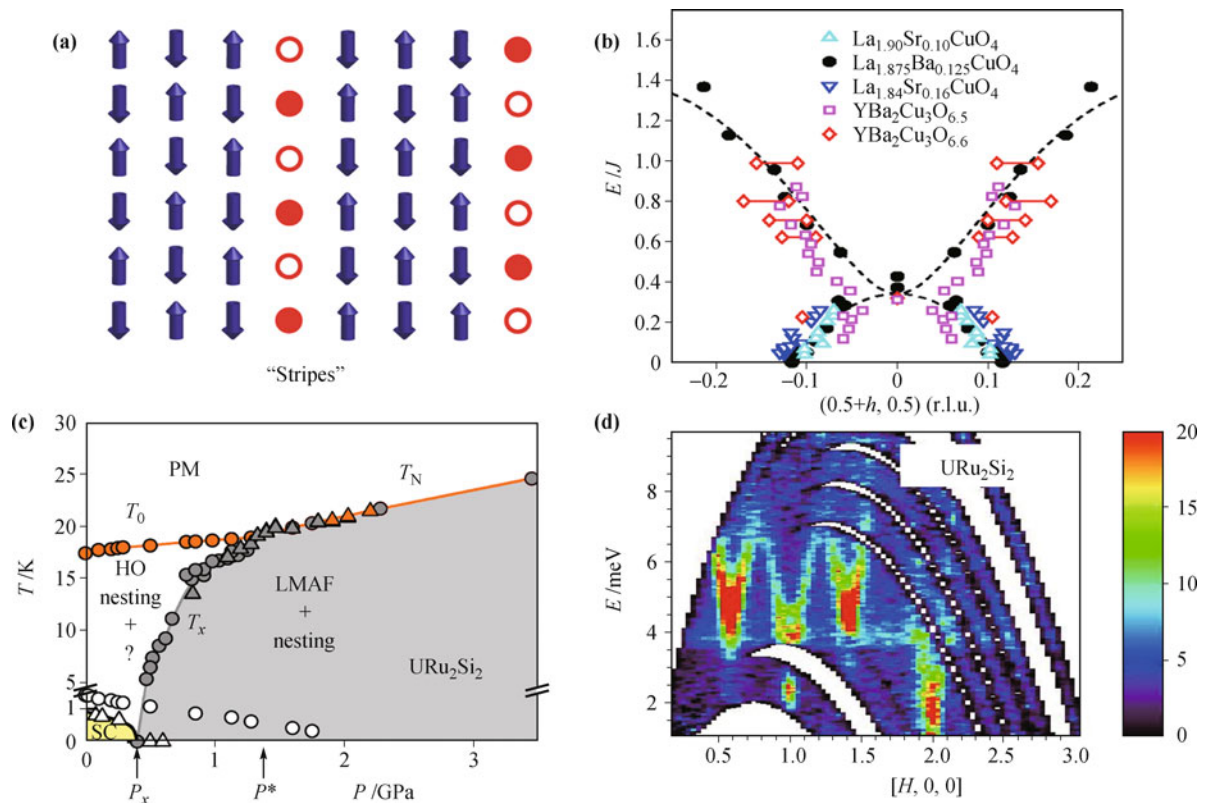 (a)
"Stripes"
(b)
La1.90Sr0.10CuO4
La1.875Ba0.125CuO4
La1.84Sr0.16CuO4
YBa2Cu3O6.5
YBa2Cu3O6.6
1.6
1.4
1.2
1.0
0.8
0.6
0.4
0.2
0
E/J
−0.2
−0.1
0
0.1
0.2
(0.5+h, 0.5) (r.l.u.)
(c)
30
25
20
15
10
5
1
0
T/K
PM
T0
TN
HO
nesting
+
?
Tx
LMAF
+
nesting
URu2Si2
SC
0
1
2
3
Px
P*
P/GPa
(d)
URu2Si2
8
6
4
2
E/meV
0.5
1.0
1.5
2.0
2.5
3.0
[H, 0, 0]
20
15
10
5
0